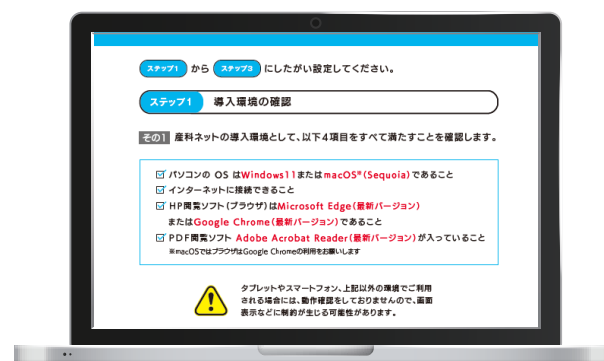 ステップ1 から ステップ3 にしたがい設定してください。
ステップ1 導入環境の確認
その1 産科ネットの導入環境として、以下4項目をすべて満たすことを確認します。
パソコンの OS はWindows11またはmacOS*(Sequoia)であること
インターネットに接続できること
HP閲覧ソフト(ブラウザ)はMicrosoft Edge(最新バージョン)
またはGoogle Chrome(最新バージョン)であること
PDF閲覧ソフト Adobe Acrobat Reader(最新バージョン)が入っていること
※macOSではブラウザはGoogle Chromeの利用をお願いします
タブレットやスマートフォン、上記以外の環境でご利用
される場合には、動作確認をしておりませんので、画面
表示などに制約が生じる可能性があります。